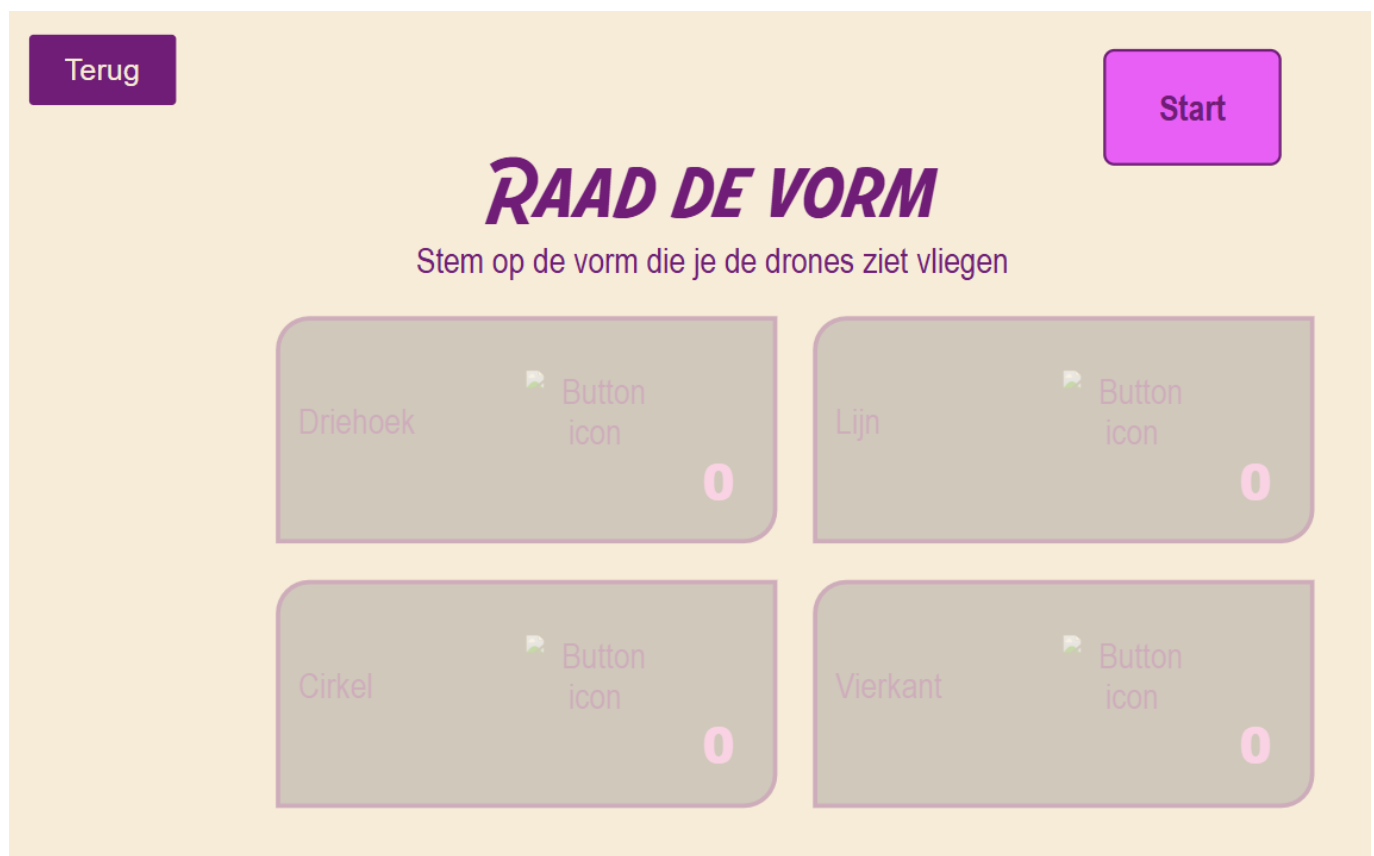 Terug
Start
Raad de vorm
Stem op de vorm die je de drones ziet vliegen
Driehoek
Button
icon
0
Lijn
Button
icon
0
Cirkel
Button
icon
0
Vierkant
Button
icon
0